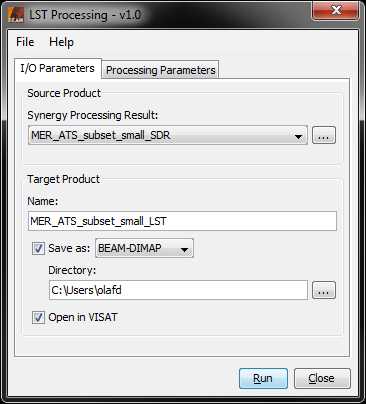 BEAM
LST Processing - v1.0
File Help
I/O Parameters Processing Parameters
Source Product
Synergy Processing Result:
MER_ATS_subset_small_SDR ...
Target Product
Name:
MER_ATS_subset_small_LST
Save as: BEAM-DIMAP
Directory:
C:\Users\olafd ...
Open in VISAT
Run Close